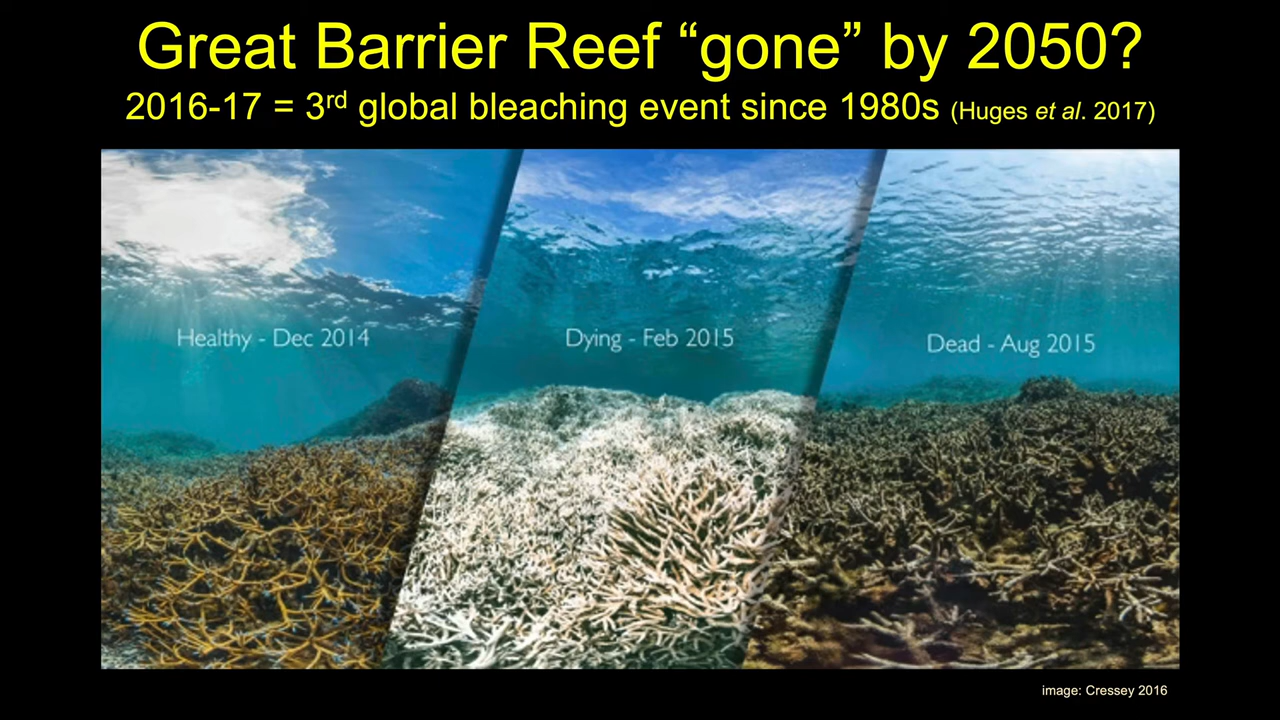 Great Barrier Reef “gone” by 2050?
2016-17 = 3rd global bleaching event since 1980s (Huges et al. 2017)
Healthy - Dec 2014
Dying - Feb 2015
Dead - Aug 2015
image: Cressey 2016